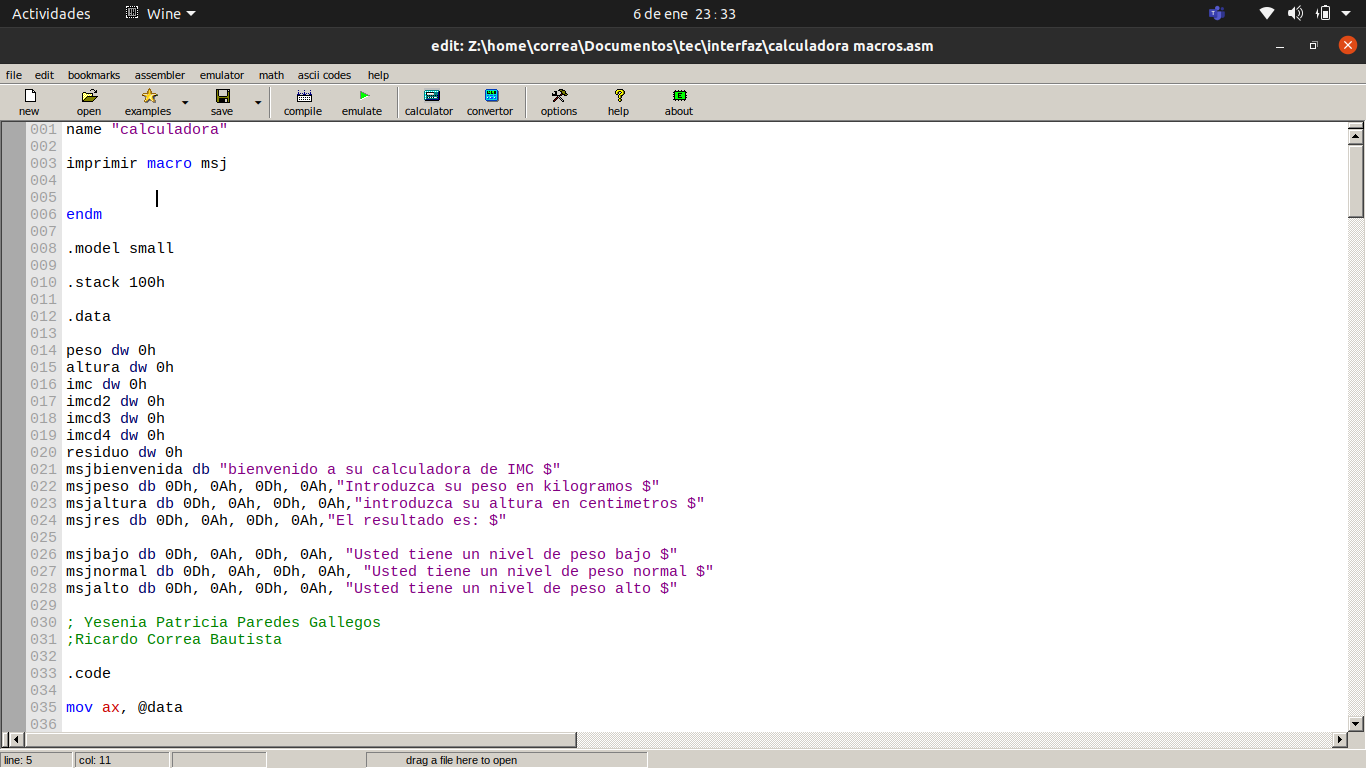 Actividades Wine 6 de ene 23:33
edit: Z:\home\correa\Documentos\tec\interfaz\calculadora macros.asm
file edit bookmarks assembler emulator math ascii codes help
new open examples save compile emulate calculator convertor options help about
001 name "calculadora"
002
003 imprimir macro msj
004
005
006 endm
007
008 .model small
009
010 .stack 100h
011
012 .data
013
014 peso dw 0h
015 altura dw 0h
016 imc dw 0h
017 imcd2 dw 0h
018 imcd3 dw 0h
019 imcd4 dw 0h
020 residuo dw 0h
021 msjbienvenida db "bienvenido a su calculadora de IMC $"
022 msjpeso db 0Dh, 0Ah, 0Dh, 0Ah,"Introduzca su peso en kilogramos $"
023 msjaltura db 0Dh, 0Ah, 0Dh, 0Ah,"introduzca su altura en centimetros $"
024 msjres db 0Dh, 0Ah, 0Dh, 0Ah,"El resultado es: $"
025
026 msjbajo db 0Dh, 0Ah, 0Dh, 0Ah, "Usted tiene un nivel de peso bajo $"
027 msjnormal db 0Dh, 0Ah, 0Dh, 0Ah, "Usted tiene un nivel de peso normal $"
028 msjalto db 0Dh, 0Ah, 0Dh, 0Ah, "Usted tiene un nivel de peso alto $"
029
030 ; Yesenia Patricia Paredes Gallegos
031 ;Ricardo Correa Bautista
032
033 .code
034
035 mov ax, @data
036
line: 5 col: 11 drag a file here to open